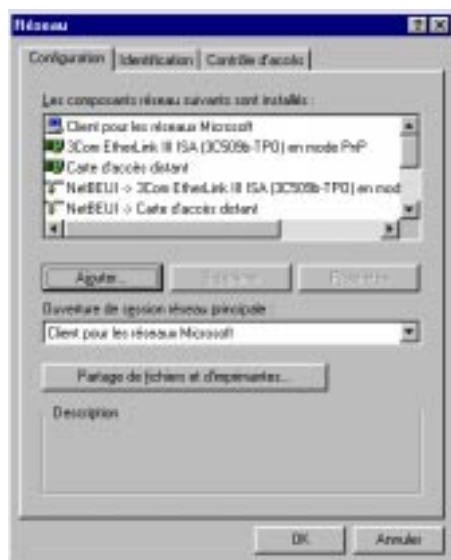 Réseau
Configuration Identification Contrôle d'accès
Les composants réseau suivants sont installés :
Client pour les réseaux Microsoft
3Com EtherLink III ISA (3C509b-TPO) en mode PnP
Carte d'accès distant
NetBEUI -> 3Com EtherLink III ISA (3C509b-TPO) en mod
NetBEUI -> Carte d'accès distant
Ajouter... Supprimer Propriétés
Ouverture de session réseau principale :
Client pour les réseaux Microsoft
Partage de fichiers et d'imprimantes...
Description
OK Annuler